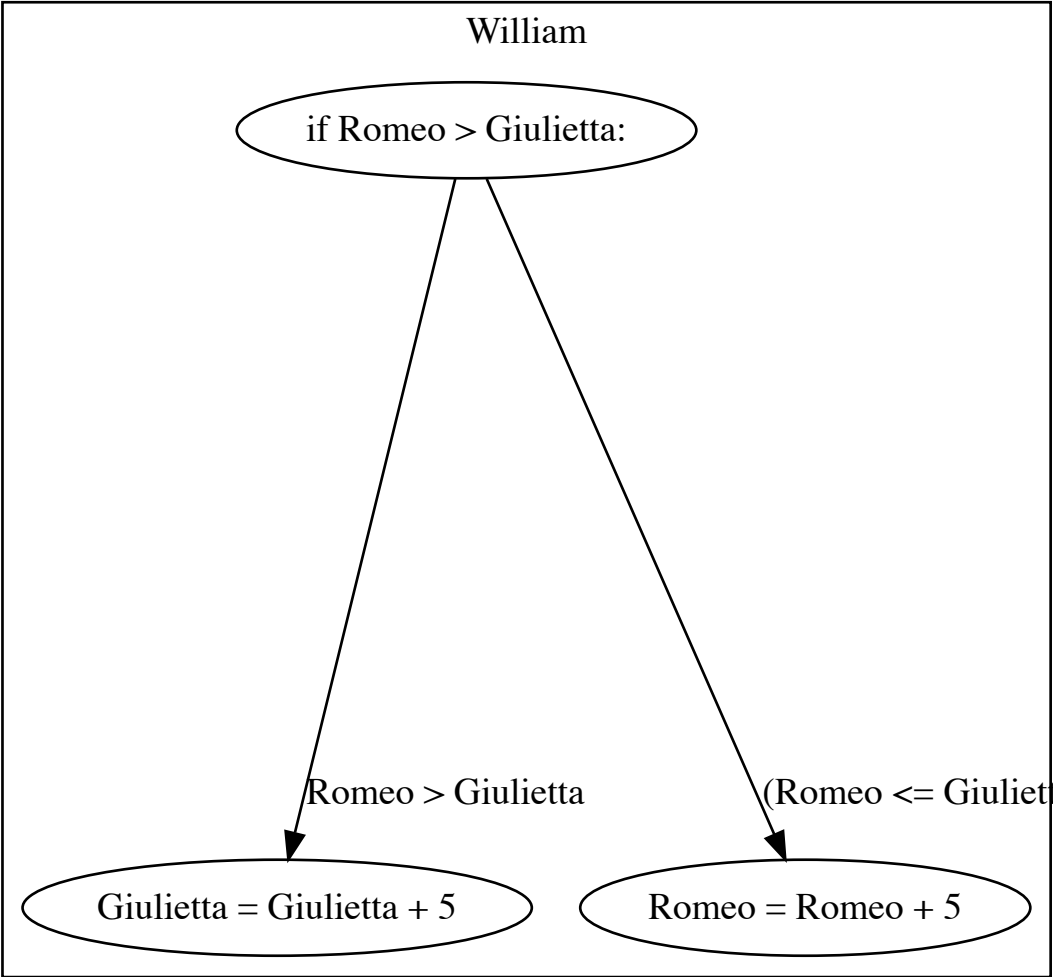 William
if Romeo > Giulietta:
Romeo > Giulietta
(Romeo <=
Giulietta = Giulietta + 5
Romeo = Romeo + 5